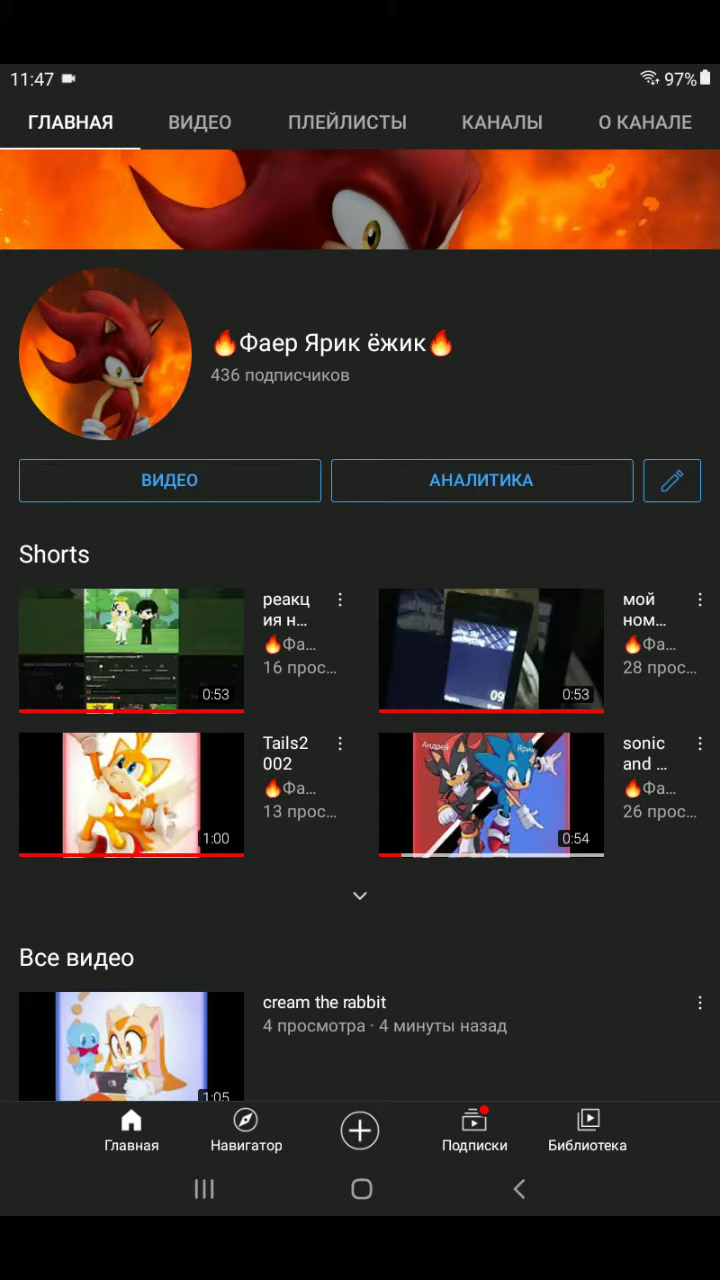 11:47
97%
ГЛАВНАЯ ВИДЕО ПЛЕЙЛИСТЫ КАНАЛЫ О КАНАЛЕ
🔥Фаер Ярик ёжик🔥
436 подписчиков
ВИДЕО АНАЛИТИКА
Shorts
реакц
ия н...
🔥Фа...
16 прос...
0:53
мой
ном...
🔥Фа...
28 прос...
0:53
09
Tails2
002
🔥Фа...
13 прос...
1:00
Андрей Ярик
sonic
and ...
🔥Фа...
26 прос...
0:54
Все видео
cream the rabbit
4 просмотра · 4 минуты назад
1:05
Главная Навигатор Подписки Библиотека